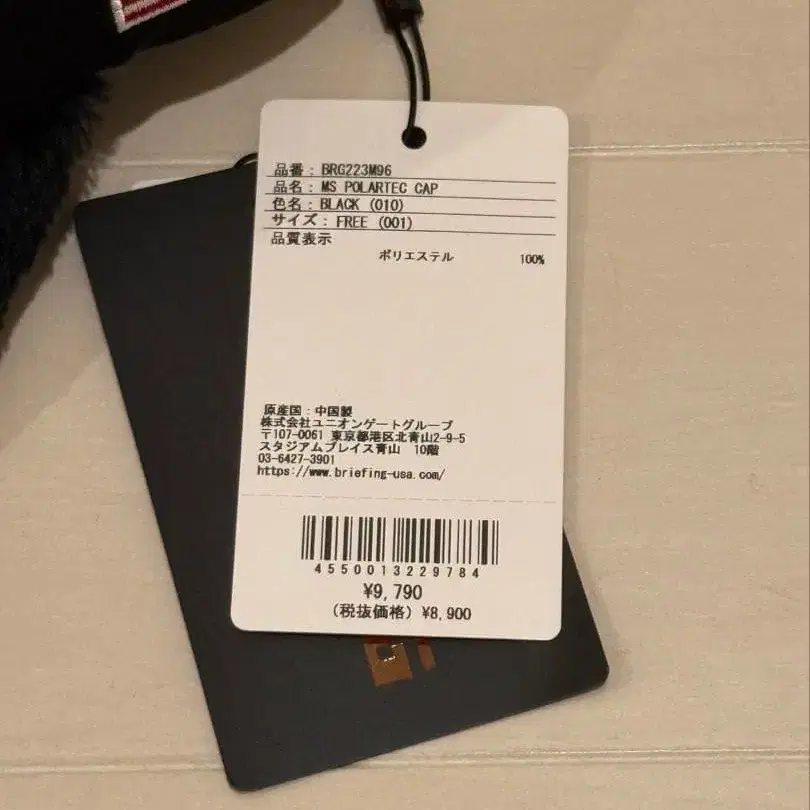 品番：BRG223M96
品名：MS POLARTEC CAP
色名：BLACK (010)
サイズ：FREE (001)
品質表示
ポリエステル 100%
原産国：中国製
株式会社ユニオンゲートグループ
〒107-0061 東京都港区北青山2-9-5
スタジアムプレイス青山 10階
03-6427-3901
https://www.briefing-usa.com/
4550013229784
¥9,790
(税抜価格) ¥8,900